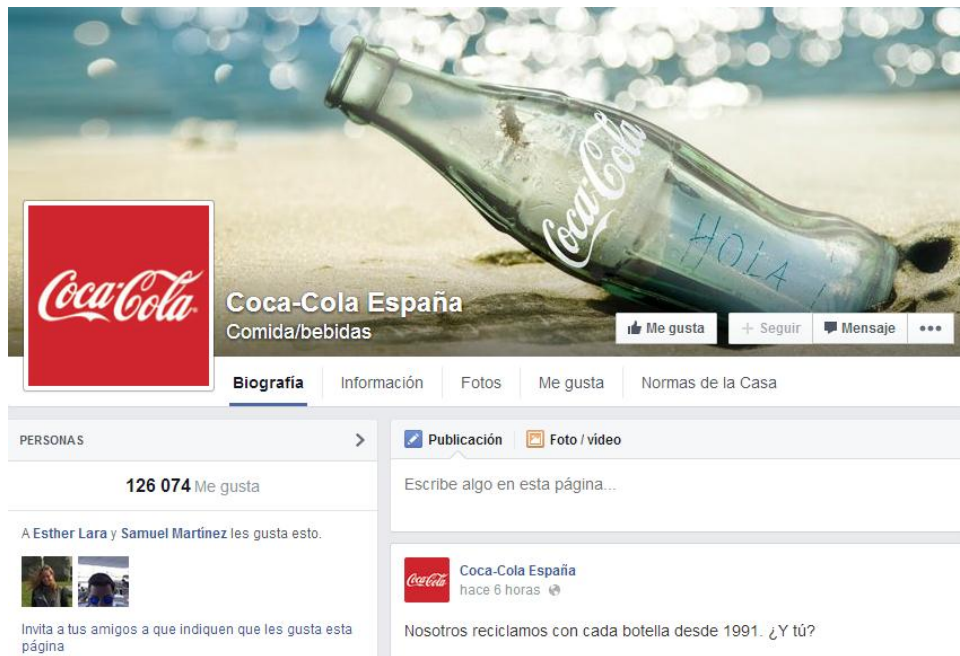 Coca-Cola
HOLA
Coca-Cola
Coca-Cola España
Comida/bebidas
Me gusta
+ Seguir
Mensaje
Biografía
Información
Fotos
Me gusta
Normas de la Casa
PERSONAS
126 074 Me gusta
A Esther Lara y Samuel Martínez les gusta esto.
Invita a tus amigos a que indiquen que les gusta esta
página
Publicación
Foto / vídeo
Escribe algo en esta página...
Coca-Cola
Coca-Cola España
hace 6 horas
Nosotros reciclamos con cada botella desde 1991. ¿Y tú?